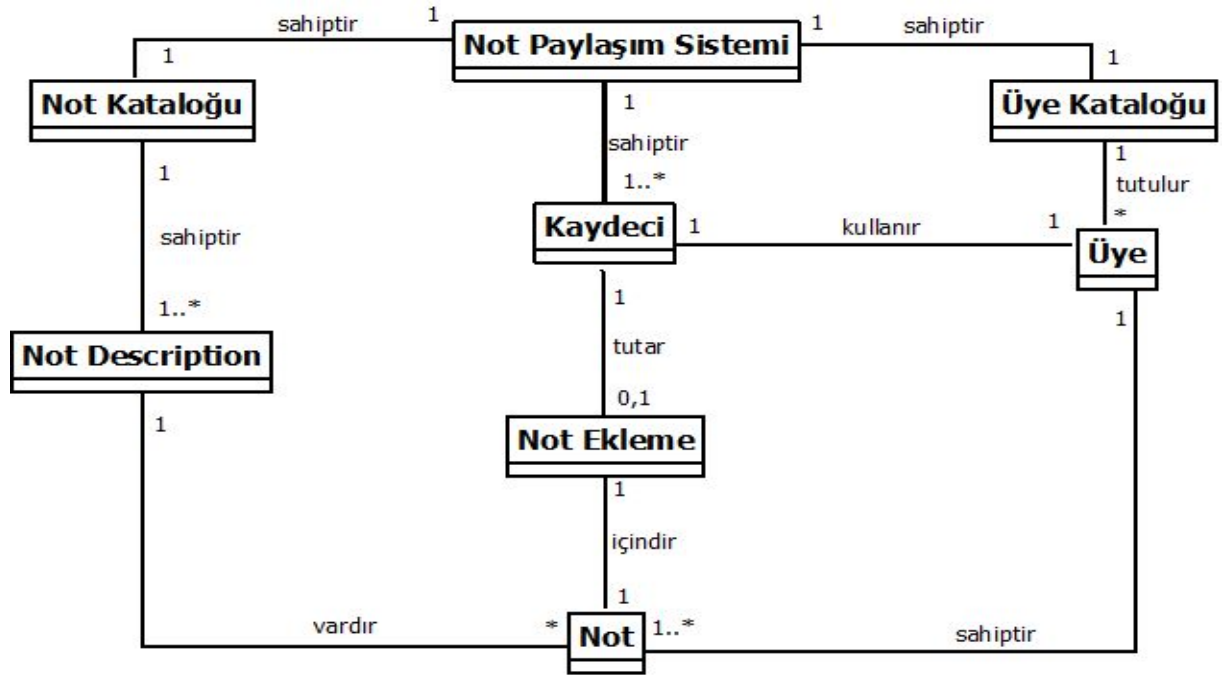 sahiptir
1
Not Paylaşım Sistemi
1
sahiptir
1
1
Not Kataloğu
1
Üye Kataloğu
1
sahiptir
1
1
tutulur
1..*
*
sahiptir
Kaydeci
1
kullanır
1
Üye
1..*
1
1
Not Description
tutar
1
0,1
Not Ekleme
1
içindir
1
vardır
*
Not
1..*
sahiptir